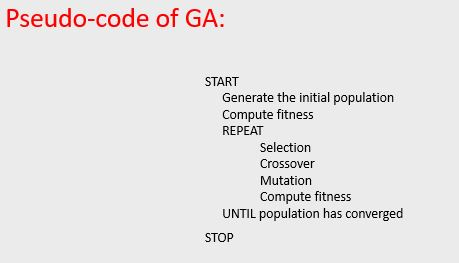 Pseudo-code of GA:
START
Generate the initial population
Compute fitness
REPEAT
Selection
Crossover
Mutation
Compute fitness
UNTIL population has converged
STOP